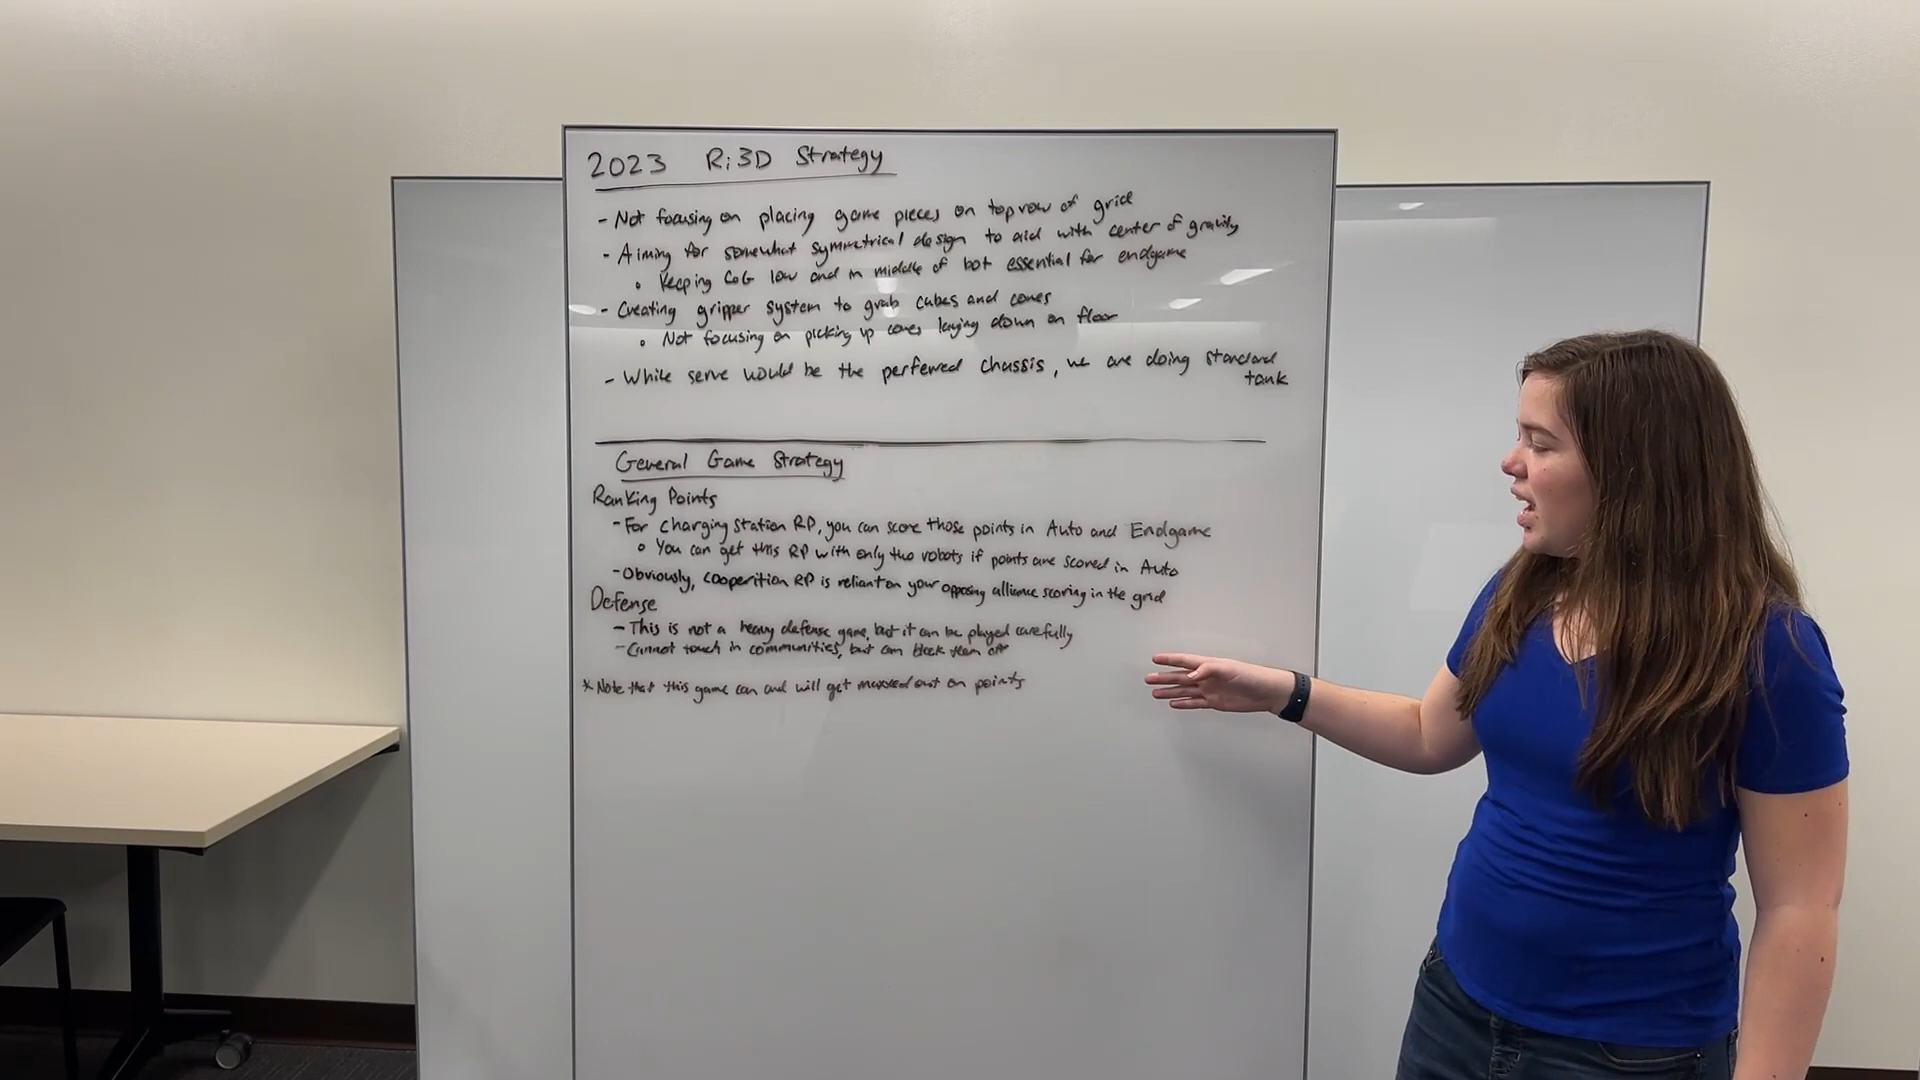 2023 Ri3D Strategy
- Not focusing on placing game pieces on top row of grid
- Aiming for somewhat symmetrical design to aid with center of gravity
• Keeping CoG low and in middle of bot essential for endgame
- Creating gripper system to grab cubes and cones
• Not focusing on picking up cones laying down on floor
- While serve would be the perferred chassis, we are doing standard
tank
General Game Strategy
Ranking Points
- For charging station RP, you can score those points in Auto and Endgame
• You can get this RP with only two robots if points are scored in Auto
- Obviously, cooperition RP is reliant on your opposing alliance scoring in the grid
Defense
- This is not a heavy defense game, but it can be played carefully
- Cannot touch in communities, but can block them off
* Note that this game can and will get maxed out on points